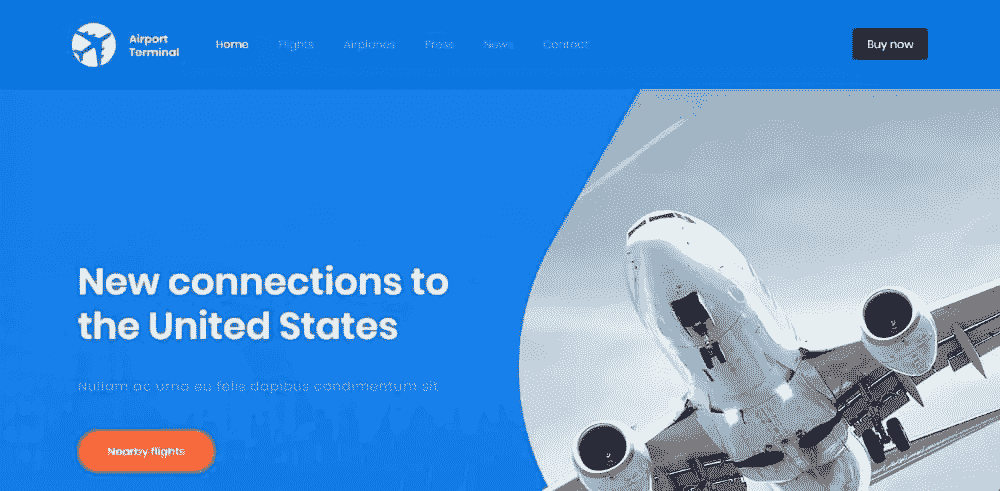 Airport
Terminal
Home Flights Airplanes Press News Contact
Buy now
New connections to
the United States
Nullam ac urna eu felis dapibus condimentum sit
Nearby flights